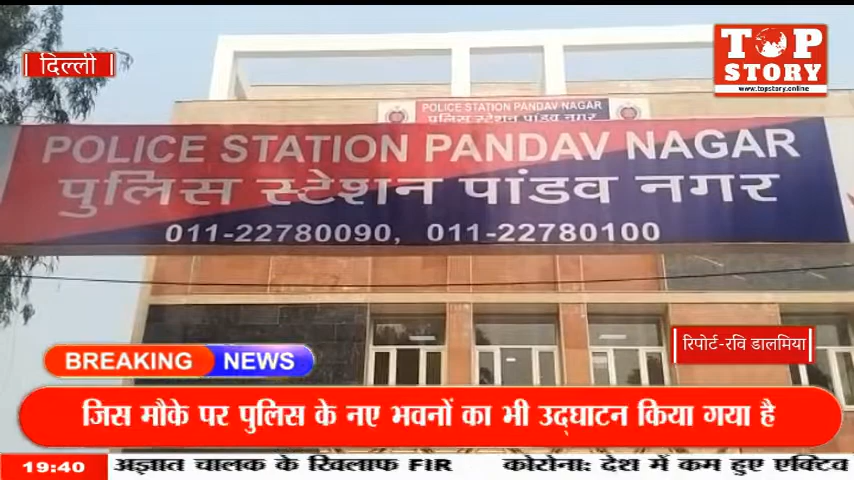 दिल्ली
TOP
STORY
www.topstory.online
POLICE STATION PANDAV NAGAR
पुलिस स्टेशन पांडव नगर
POLICE STATION PANDAV NAGAR
पुलिस स्टेशन पांडव नगर
011-22780090, 011-22780100
रिपोर्ट-रवि डालमिया
BREAKING NEWS
जिस मौके पर पुलिस के नए भवनों का भी उद्घाटन किया गया है
19:40 अज्ञात चालक के खिलाफ FIR कोरोना: देश में कम हुए एक्टिव